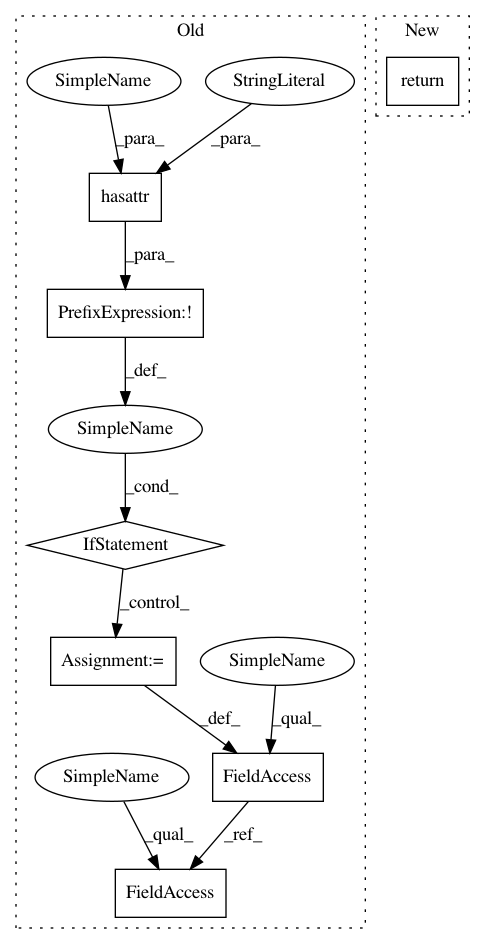 Old
New
SimpleName
StringLiteral
return
_para_
_para_
hasattr
_para_
PrefixExpression:!
_def_
SimpleName
_cond_
IfStatement
_control_
Assignment:=
SimpleName
_def_
_qual_
SimpleName
FieldAccess
_qual_
_ref_
FieldAccess